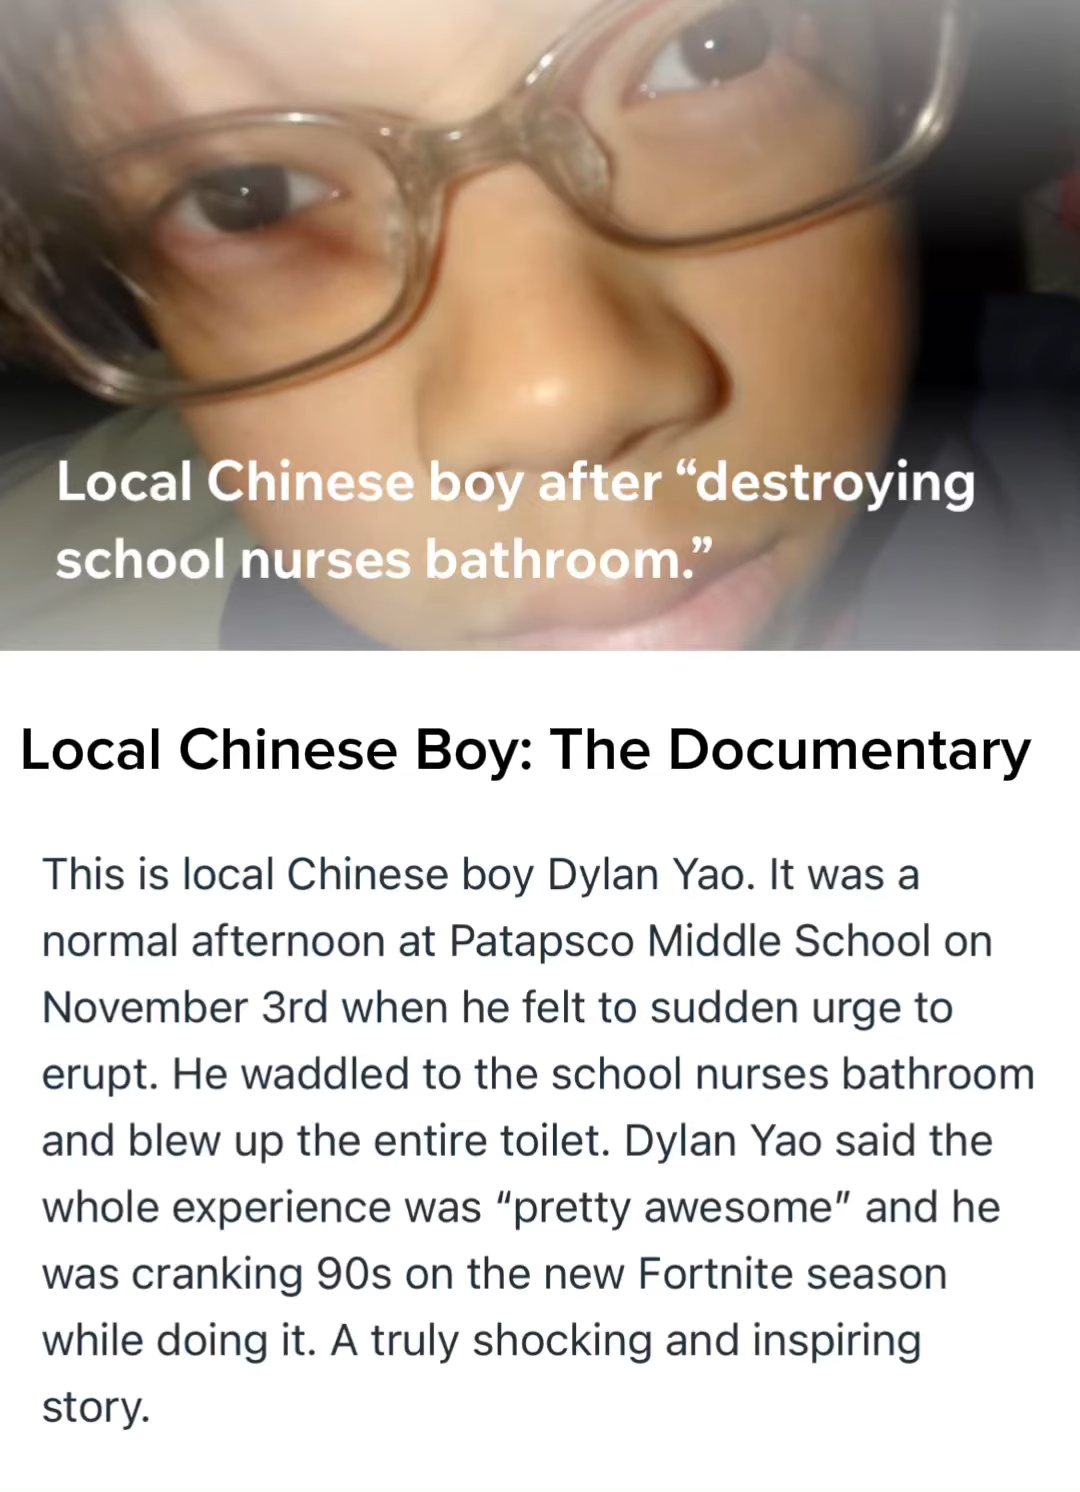 Local Chinese boy after “destroying
school nurses bathroom.”
Local Chinese Boy: The Documentary
This is local Chinese boy Dylan Yao. It was a
normal afternoon at Patapsco Middle School on
November 3rd when he felt to sudden urge to
erupt. He waddled to the school nurses bathroom
and blew up the entire toilet. Dylan Yao said the
whole experience was “pretty awesome” and he
was cranking 90s on the new Fortnite season
while doing it. A truly shocking and inspiring
story.